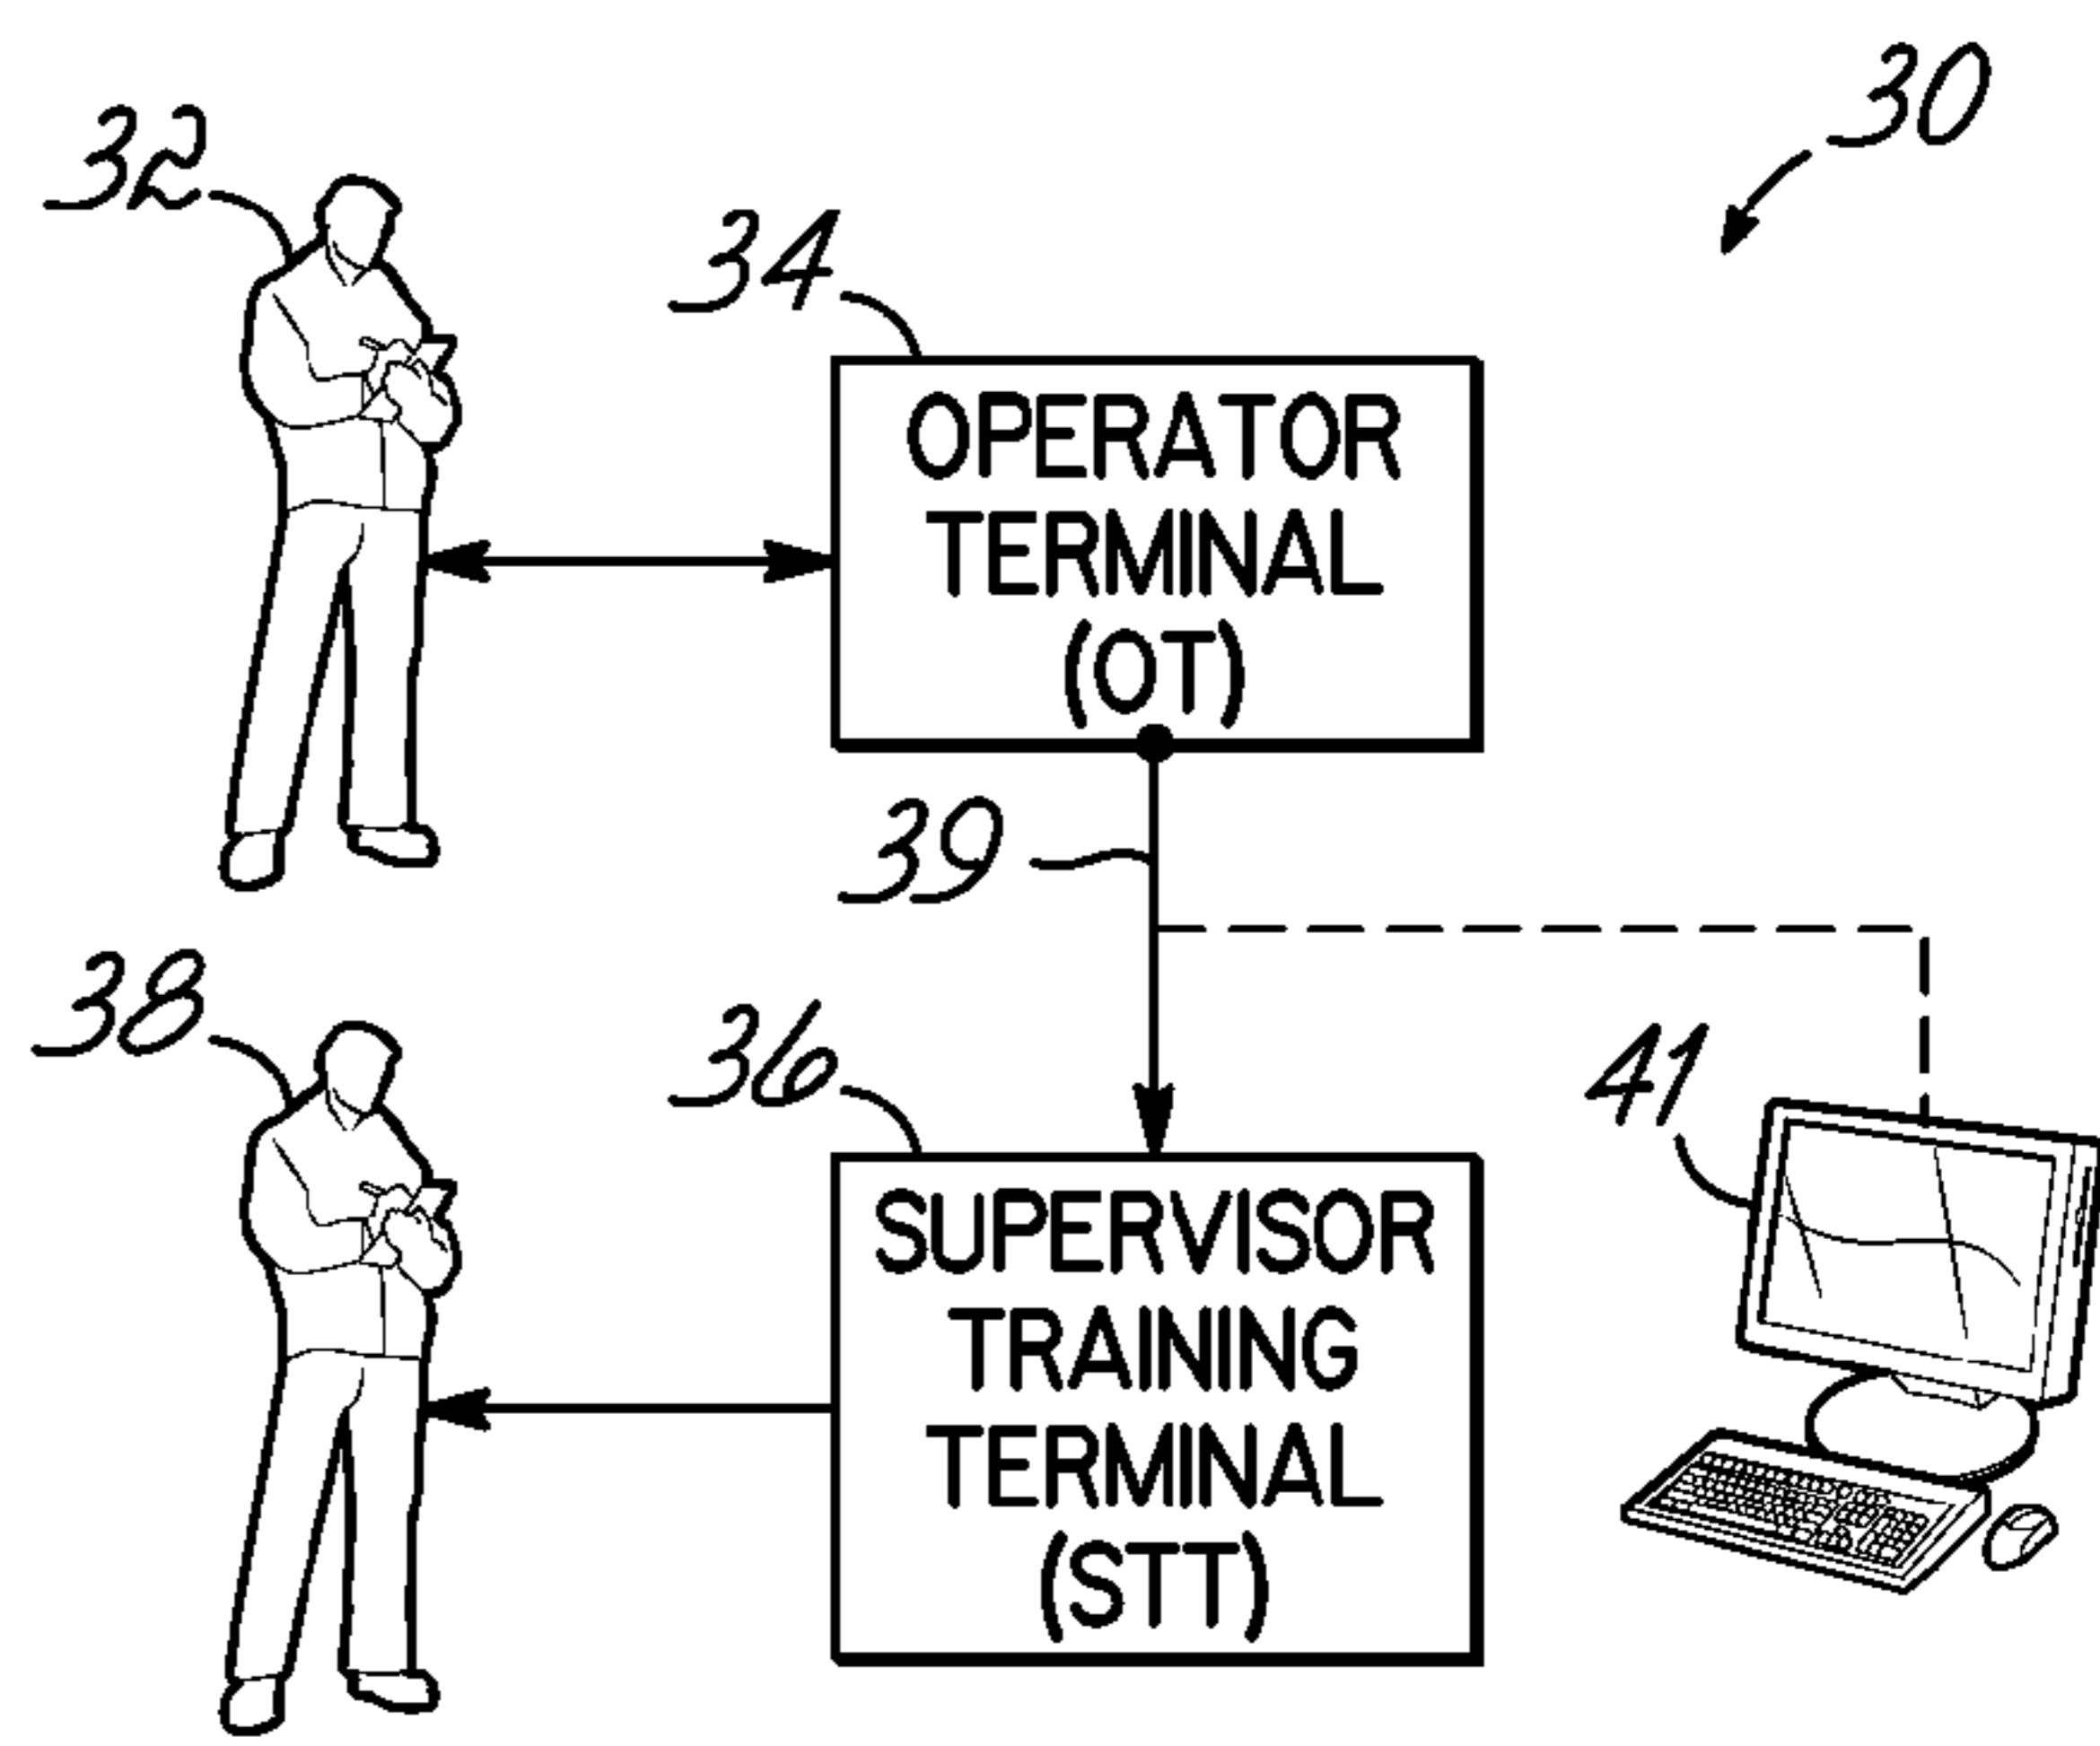 30
32
34
OPERATOR
TERMINAL
(OT)
39
38
36
41
SUPERVISOR
TRAINING
TERMINAL
(STT)